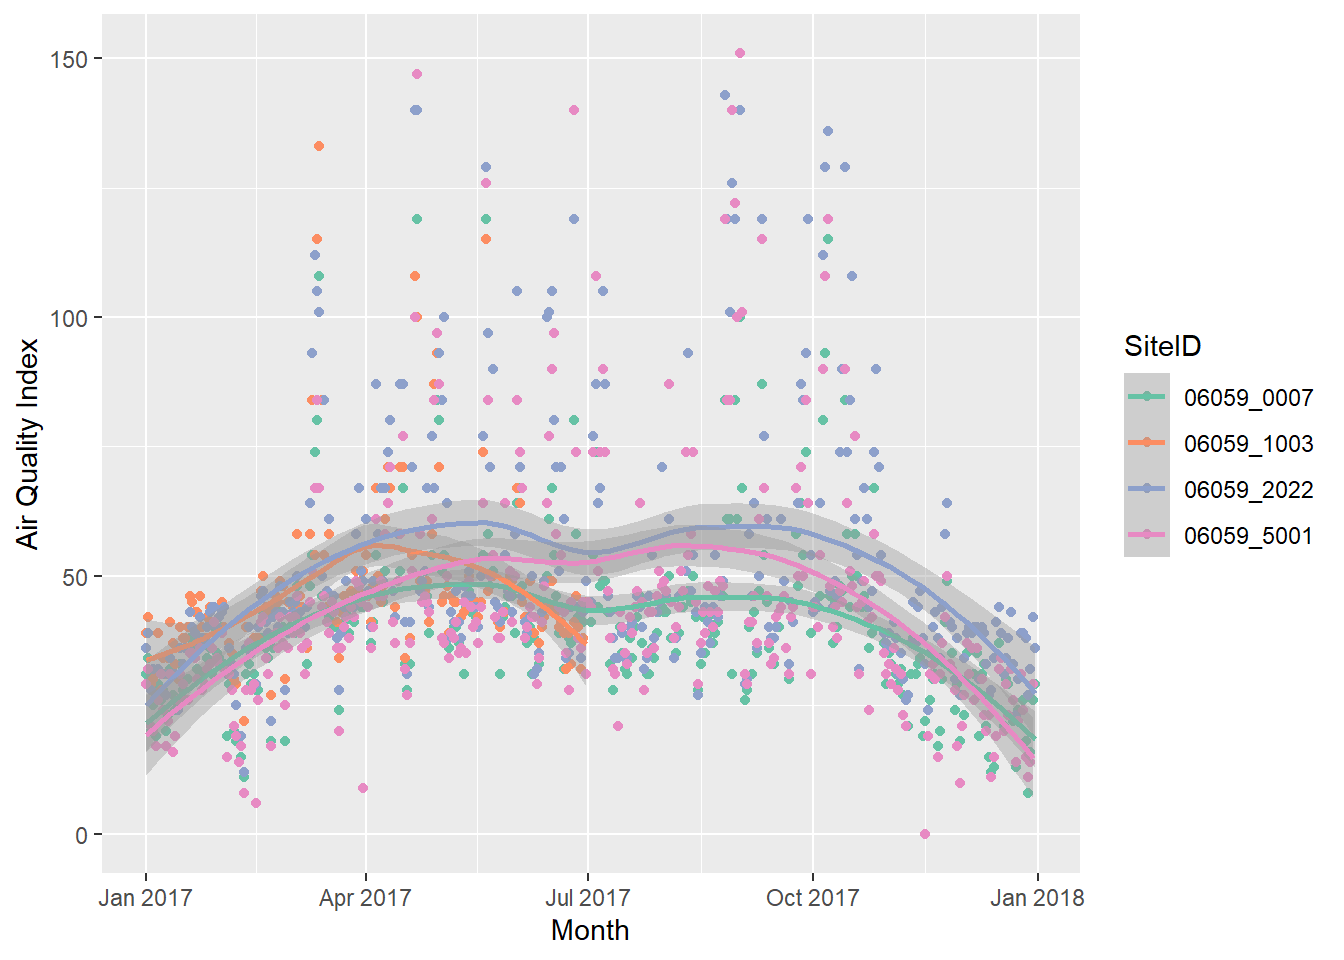 150
100
50
0
Air Quality Index
Jan 2017
Apr 2017
Jul 2017
Oct 2017
Jan 2018
Month
SiteID
06059_0007
06059_1003
06059_2022
06059_5001